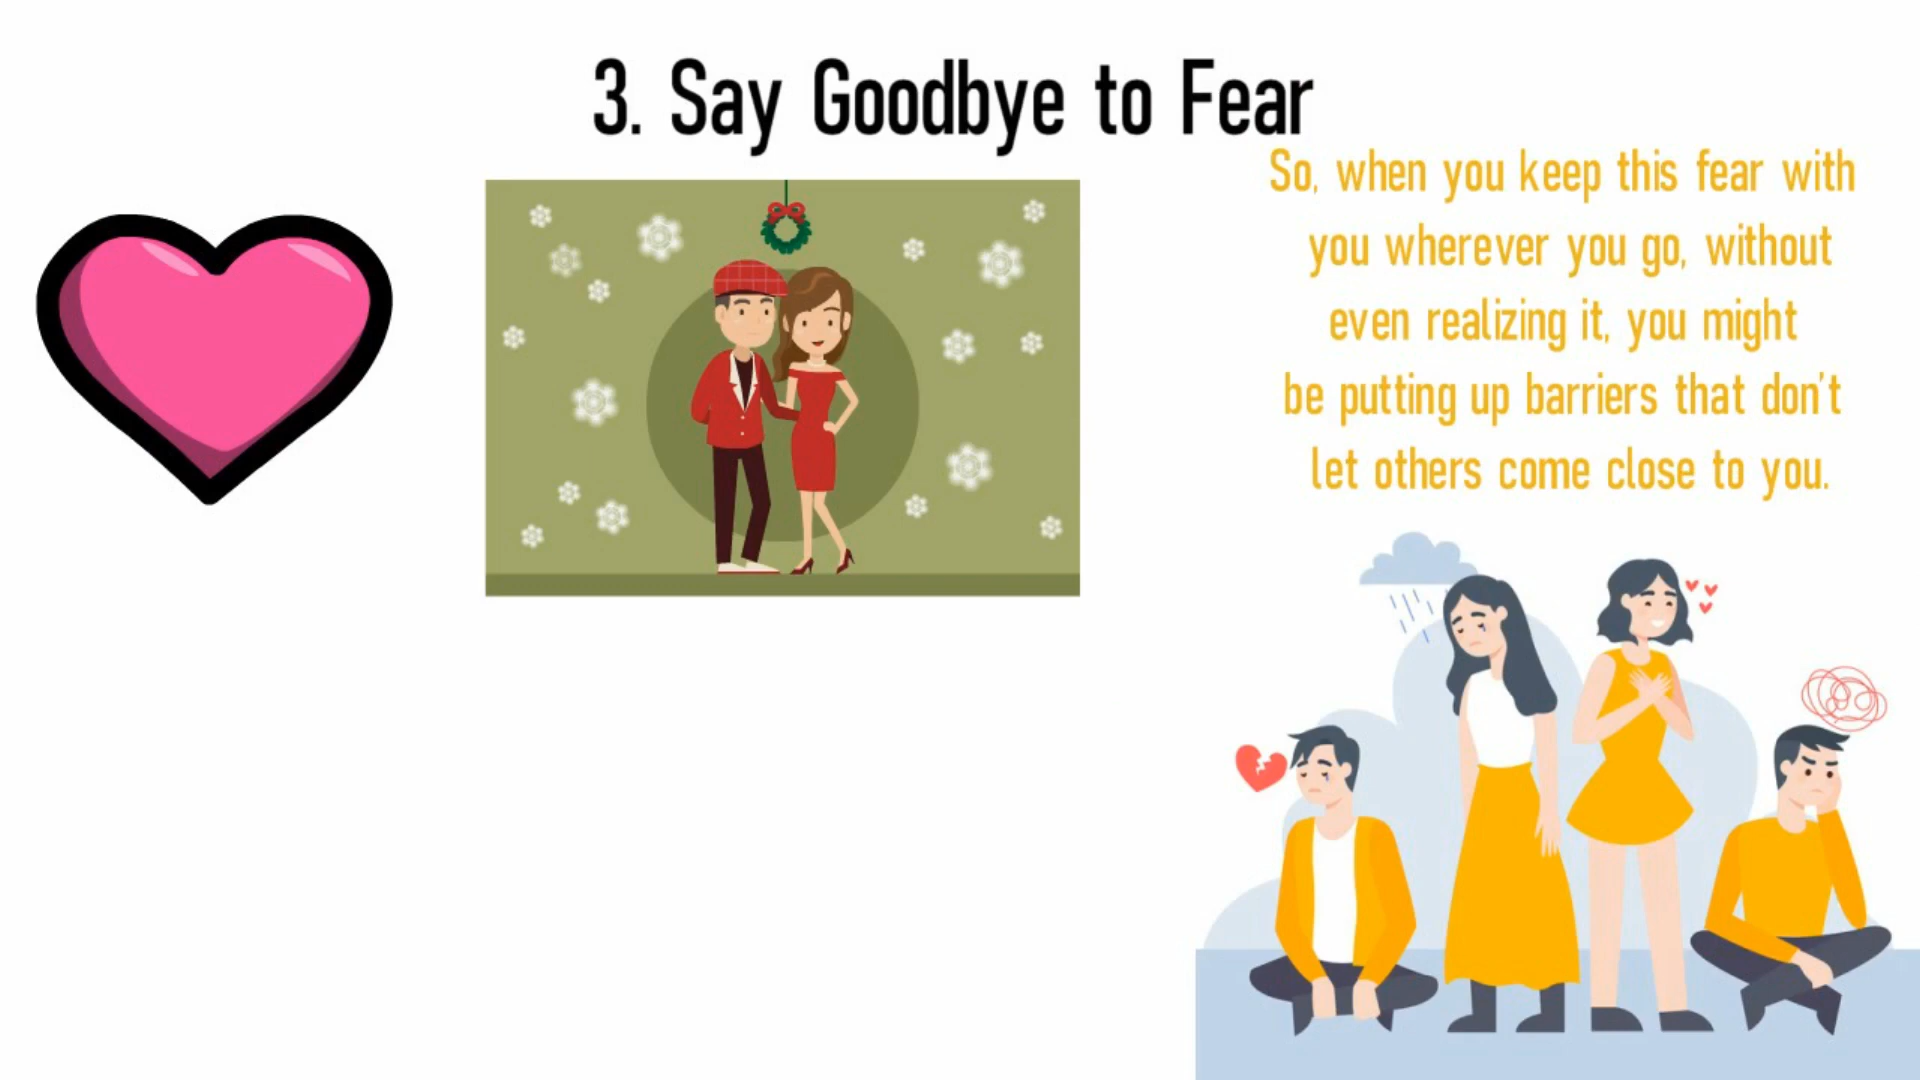 3. Say Goodbye to Fear
So, when you keep this fear with
you wherever you go, without
even realizing it, you might
be putting up barriers that don't
let others come close to you.